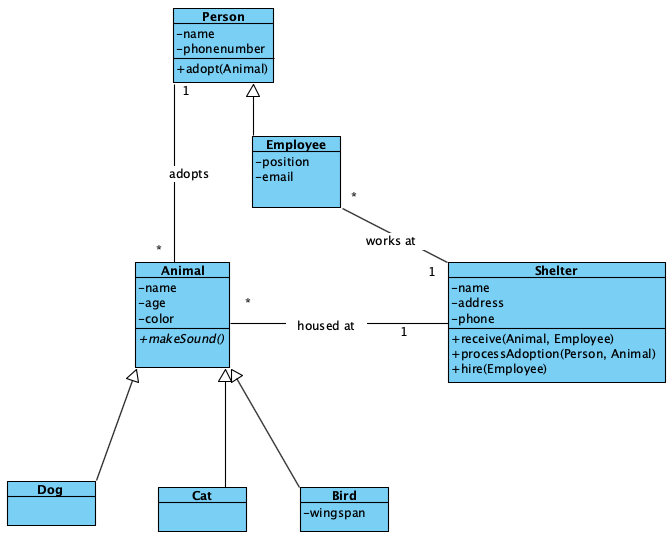 Person
-name
-phonenumber
+adopt(Animal)
1
Employee
-position
-email
adopts
*
works at
*
1
Animal
-name
-age
-color
+makeSound()
*
housed at
1
Shelter
-name
-address
-phone
+receive(Animal, Employee)
+processAdoption(Person, Animal)
+hire(Employee)
Dog
Cat
Bird
-wingspan